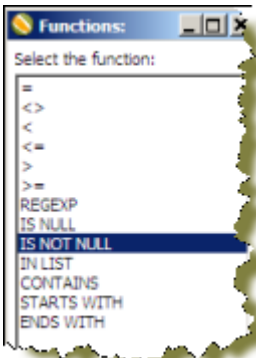 Functions:
Select the function:
=
<>
<
<=
>
>=
REGEXP
IS NULL
IS NOT NULL
IN LIST
CONTAINS
STARTS WITH
ENDS WITH